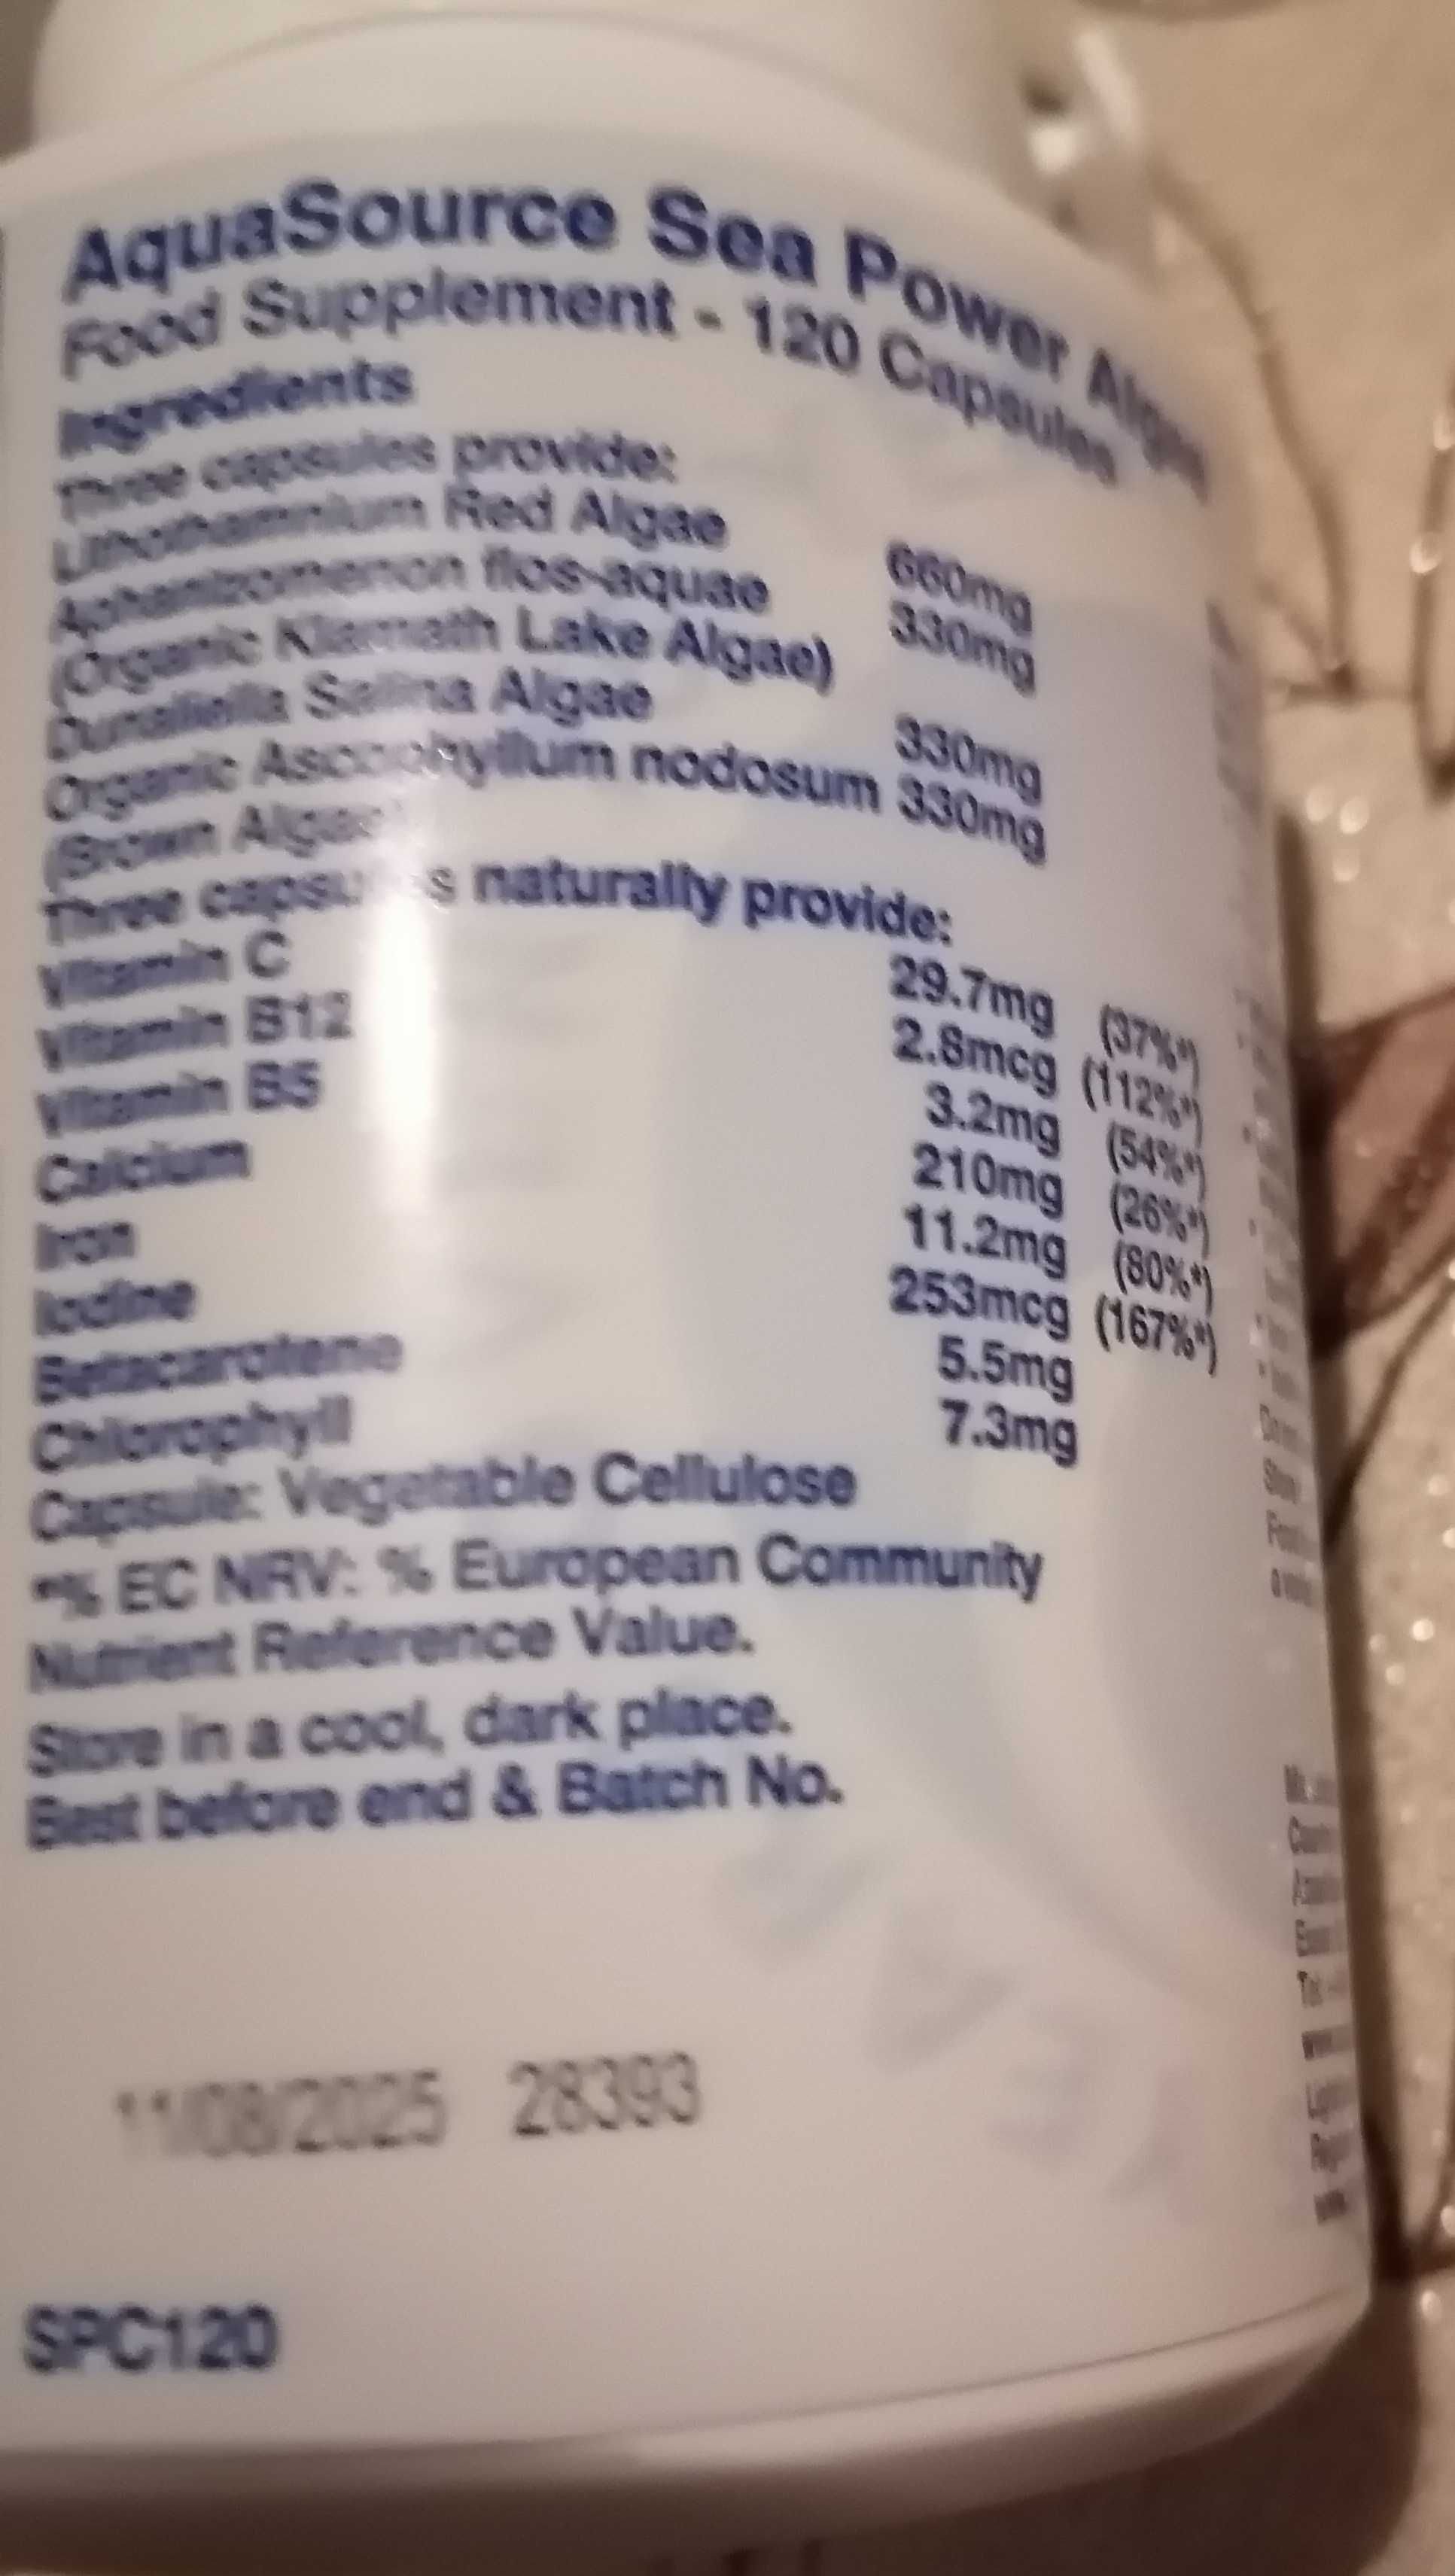 AquaSource Sea Power Algae
Food Supplement - 120 Capsules
Ingredients
Three capsules provide:
Lithothamnium Red Algae 660mg
Aphanizomenon flos-aquae 330mg
(Organic Klamath Lake Algae)
Dunaliella Salina Algae 330mg
Organic Ascophyllum nodosum 330mg
(Brown Algae)
Three capsules naturally provide:
Vitamin C 29.7mg (37%*)
Vitamin B12 2.8mcg (112%*)
Vitamin B5 3.2mg (54%*)
Calcium 210mg (26%*)
Iron 11.2mg (80%*)
Iodine 253mcg (167%*)
Betacarotene 5.5mg
Chlorophyll 7.3mg
Capsule: Vegetable Cellulose
*% EC NRV: % European Community
Nutrient Reference Value.
Store in a cool, dark place.
Best before end & Batch No.
11/08/2025 28393
SPC120